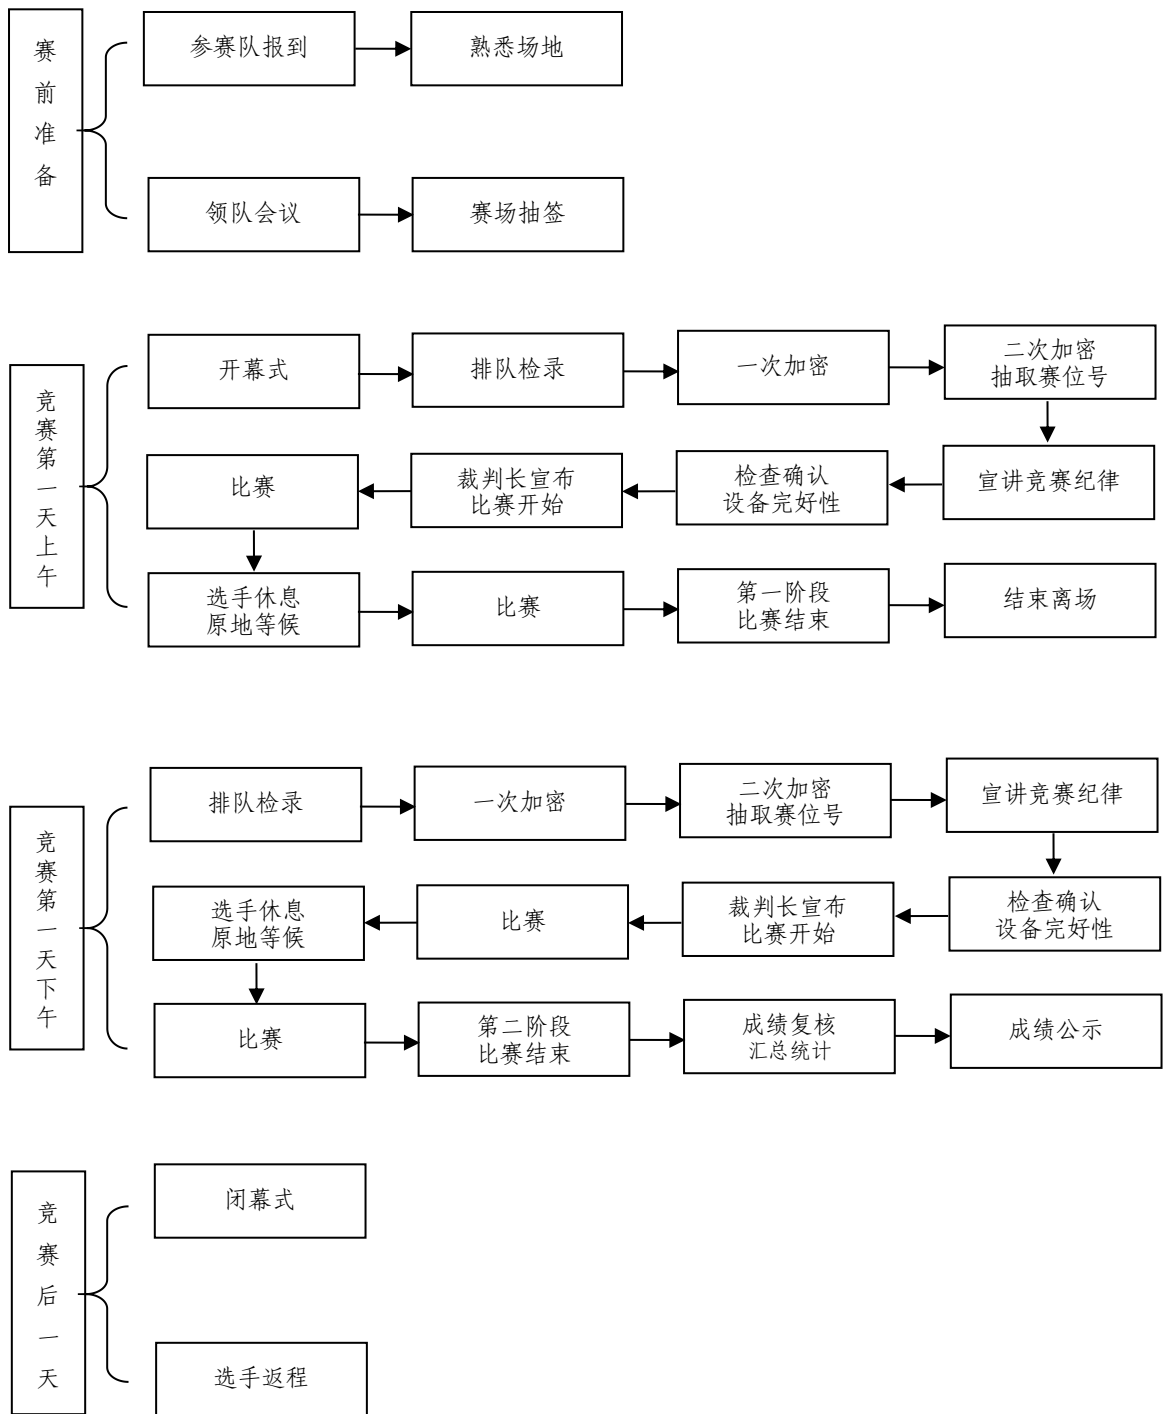 赛前准备
参赛队报到
熟悉场地
领队会议
赛场抽签
竞赛第一天上午
开幕式
排队检录
一次加密
二次加密
抽取赛位号
宣讲竞赛纪律
检查确认
设备完好性
裁判长宣布
比赛开始
比赛
选手休息
原地等候
比赛
第一阶段
比赛结束
结束离场
竞赛第一天下午
排队检录
一次加密
二次加密
抽取赛位号
宣讲竞赛纪律
检查确认
设备完好性
裁判长宣布
比赛开始
比赛
选手休息
原地等候
比赛
第二阶段
比赛结束
成绩复核
汇总统计
成绩公示
竞赛后一天
闭幕式
选手返程